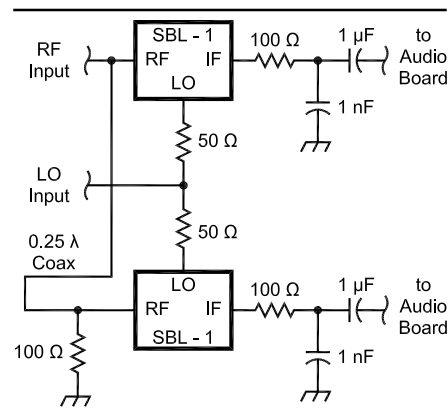 SBL - 1
RF
Input
RF
IF
LO
100 Ω
1 µF
to
Audio
Board
1 nF
50 Ω
LO
Input
50 Ω
0.25 λ
Coax
LO
RF
IF
SBL - 1
100 Ω
1 µF
to
Audio
Board
100 Ω
1 nF